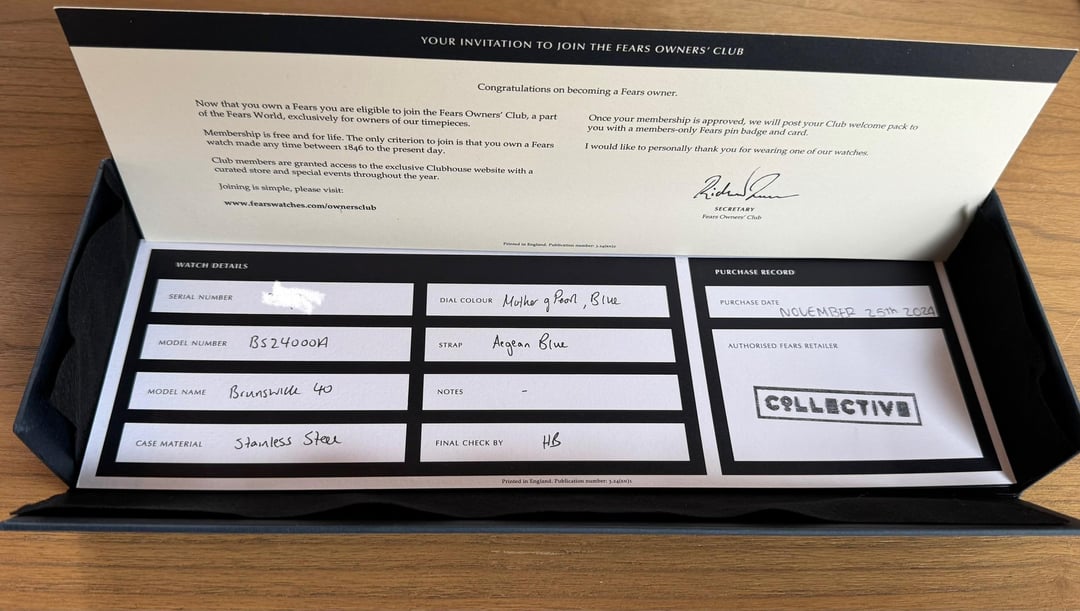 YOUR INVITATION TO JOIN THE FEARS OWNERS' CLUB
Congratulations on becoming a Fears owner.
Now that you own a Fears you are eligible to join the Fears Owners' Club, a part
of the Fears World, exclusively for owners of our timepieces.
Membership is free and for life. The only criterion to join is that you own a Fears
watch made any time between 1846 to the present day.
Club members are granted access to the exclusive Clubhouse website with a
curated store and special events throughout the year.
Joining is simple, please visit:
www.fearswatches.com/ownersclub
Once your membership is approved, we will post your Club welcome pack to
you with a members-only Fears pin badge and card.
I would like to personally thank you for wearing one of our watches.
SECRETARY
Fears Owners' Club
Printed in England. Publication number:
WATCH DETAILS
SERIAL NUMBER
MODEL NUMBER BS24000A
MODEL NAME Brunswick 40
CASE MATERIAL Stainless Steel
DIAL COLOUR Mother of Pearl, Blue
STRAP Aegean Blue
NOTES -
FINAL CHECK BY HB
Printed in England. Publication number:
PURCHASE RECORD
PURCHASE DATE NOVEMBER 25th 2024
AUTHORISED FEARS RETAILER
COLLECTIVE